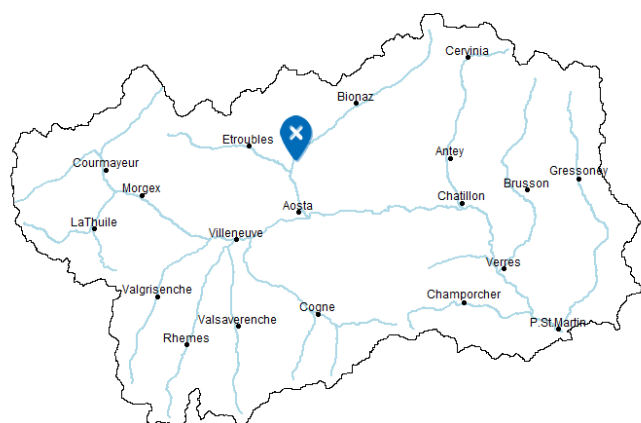 Cervinia
Bionaz
Etroubles
Antey
Courmayeur
Gressoney
Morgex
Brusson
Chatillon
Aosta
LaThuile
Villeneuve
Verres
Valgrisenche
Champorcher
Cogne
Valsaverenche
P.St.Martin
Rhemes